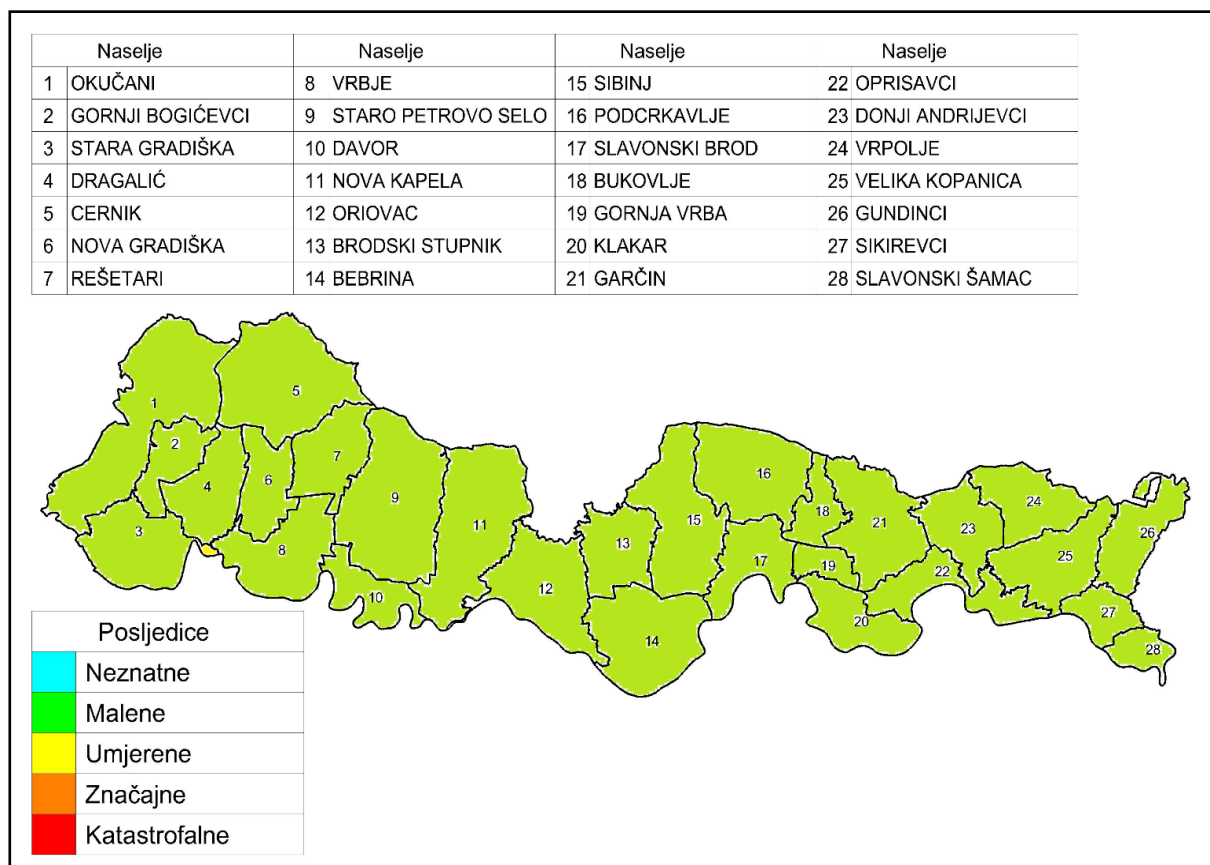 Naselje Naselje Naselje Naselje
1 OKUČANI 8 VRBJE 15 SIBINJ 22 OPRISAVCI
2 GORNJI BOGIĆEVCI 9 STARO PETROVO SELO 16 PODCRKAVLJE 23 DONJI ANDRIJEVCI
3 STARA GRADIŠKA 10 DAVOR 17 SLAVONSKI BROD 24 VRPOLJE
4 DRAGALIĆ 11 NOVA KAPELA 18 BUKOVLJE 25 VELIKA KOPANICA
5 CERNIK 12 ORIOVAC 19 GORNJA VRBA 26 GUNDINCI
6 NOVA GRADIŠKA 13 BRODSKI STUPNIK 20 KLAKAR 27 SIKIREVCI
7 REŠETARI 14 BEBRINA 21 GARČIN 28 SLAVONSKI ŠAMAC
1
5
2
7
4
6
9
3
8
10
11
12
13
15
14
16
18
17
19
21
20
23
22
24
25
26
27
28
Posljedice
Neznatne
Malene
Umjerene
Značajne
Katastrofalne